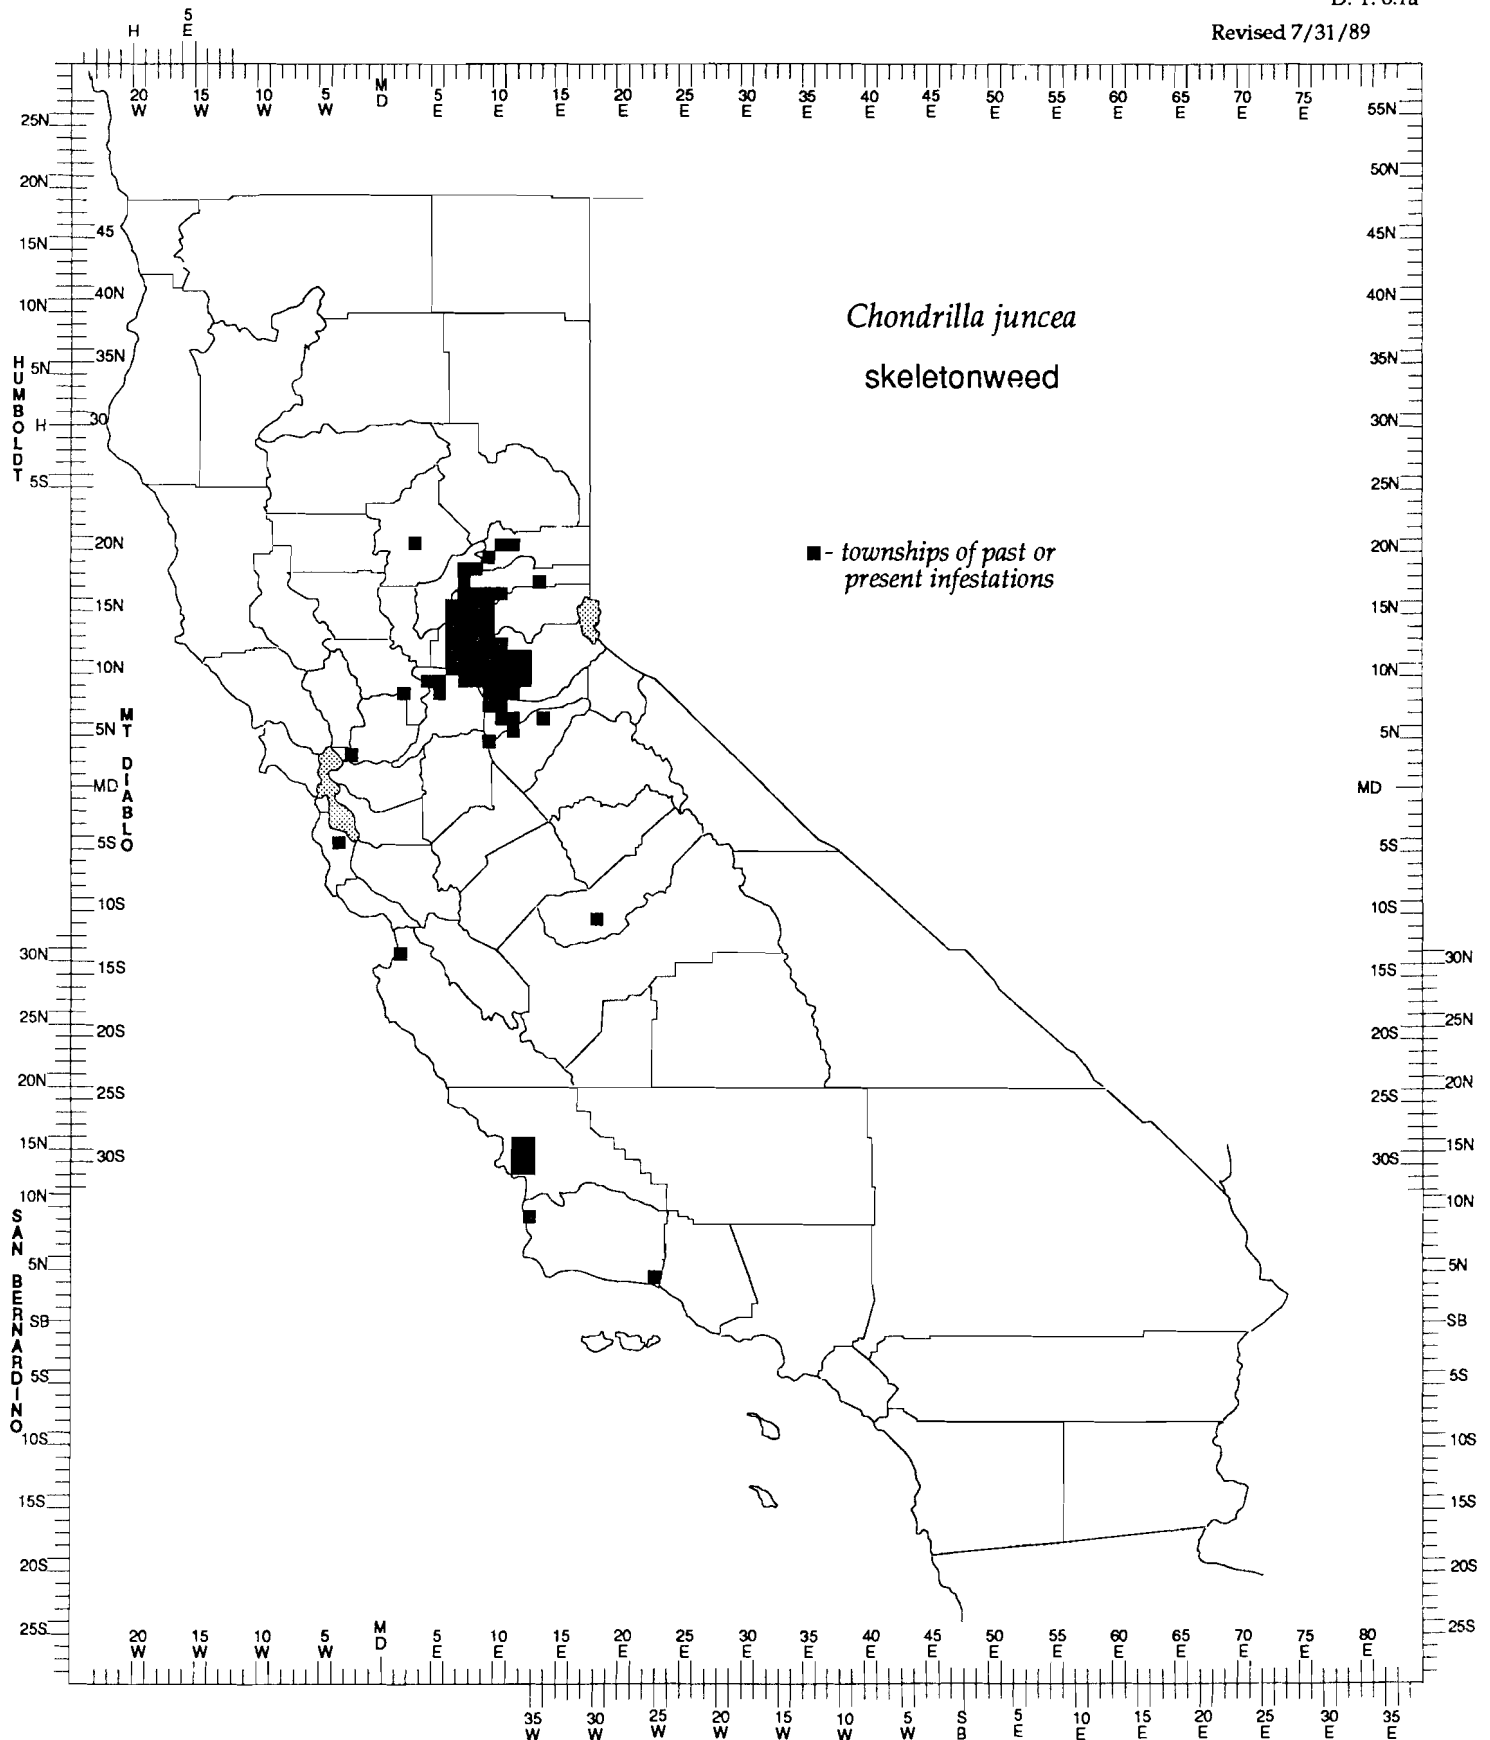 Revised 7/31/89
H
5
E
20
W
15
W
10
W
5
W
M
D
5
E
10
E
15
E
20
E
25
E
30
E
35
E
40
E
45
E
50
E
55
E
60
E
65
E
70
E
75
E
25N
20N
15N
10N
5N
H
5S
HUMBOLDT
45
40N
35N
30
20N
15N
10N
5N
MD
5S
10S
15S
20S
25S
30S
MT DIABLO
30N
25N
20N
15N
10N
5N
SB
5S
10S
15S
20S
25S
SAN BERNARDINO
Chondrilla juncea
skeletonweed
■ - townships of past or
present infestations
55N
50N
45N
40N
35N
30N
25N
20N
15N
10N
5N
MD
5S
10S
15S
20S
25S
30S
30N
25N
20N
15N
10N
5N
SB
5S
10S
15S
20S
25S
20
W
15
W
10
W
5
W
M
D
5
E
10
E
15
E
20
E
25
E
30
E
35
E
40
E
45
E
50
E
55
E
60
E
65
E
70
E
75
E
80
E
35
W
30
W
25
W
20
W
15
W
10
W
5
W
S
B
5
E
10
E
15
E
20
E
25
E
30
E
35
E